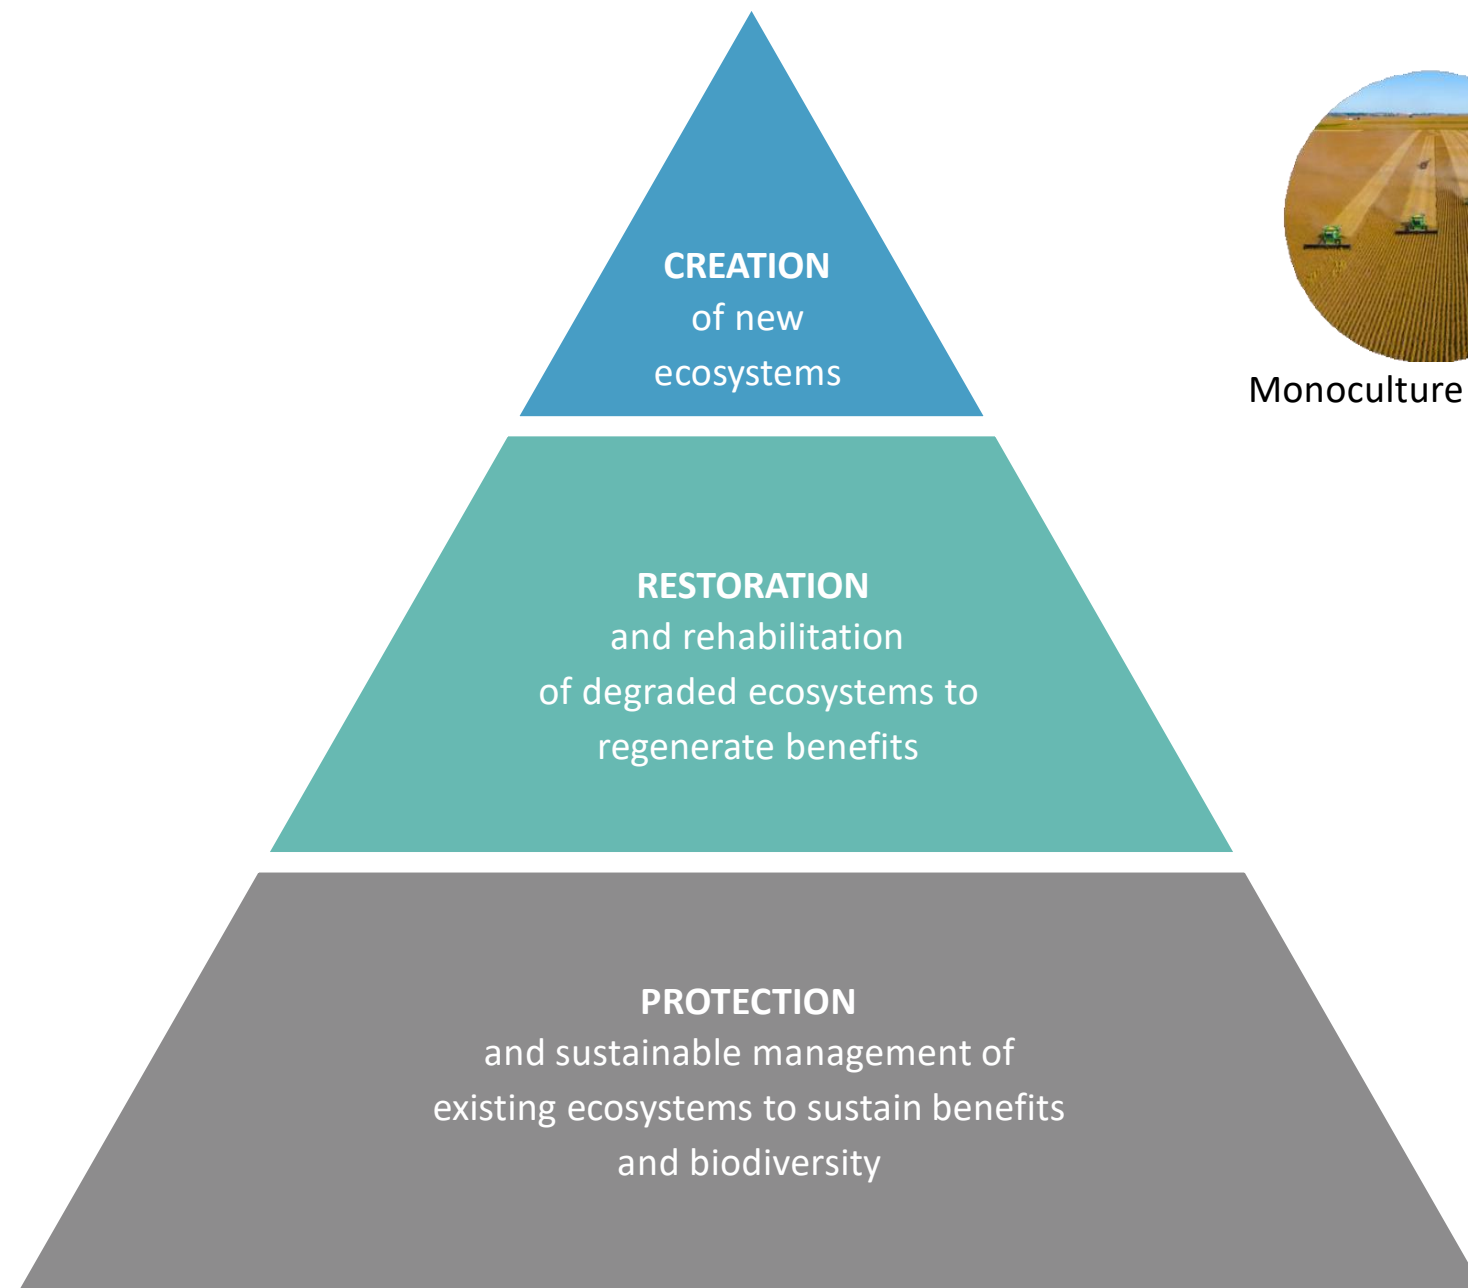 CREATION
of new
ecosystems
Monoculture
RESTORATION
and rehabilitation
of degraded ecosystems to
regenerate benefits
PROTECTION
and sustainable management of
existing ecosystems to sustain benefits
and biodiversity